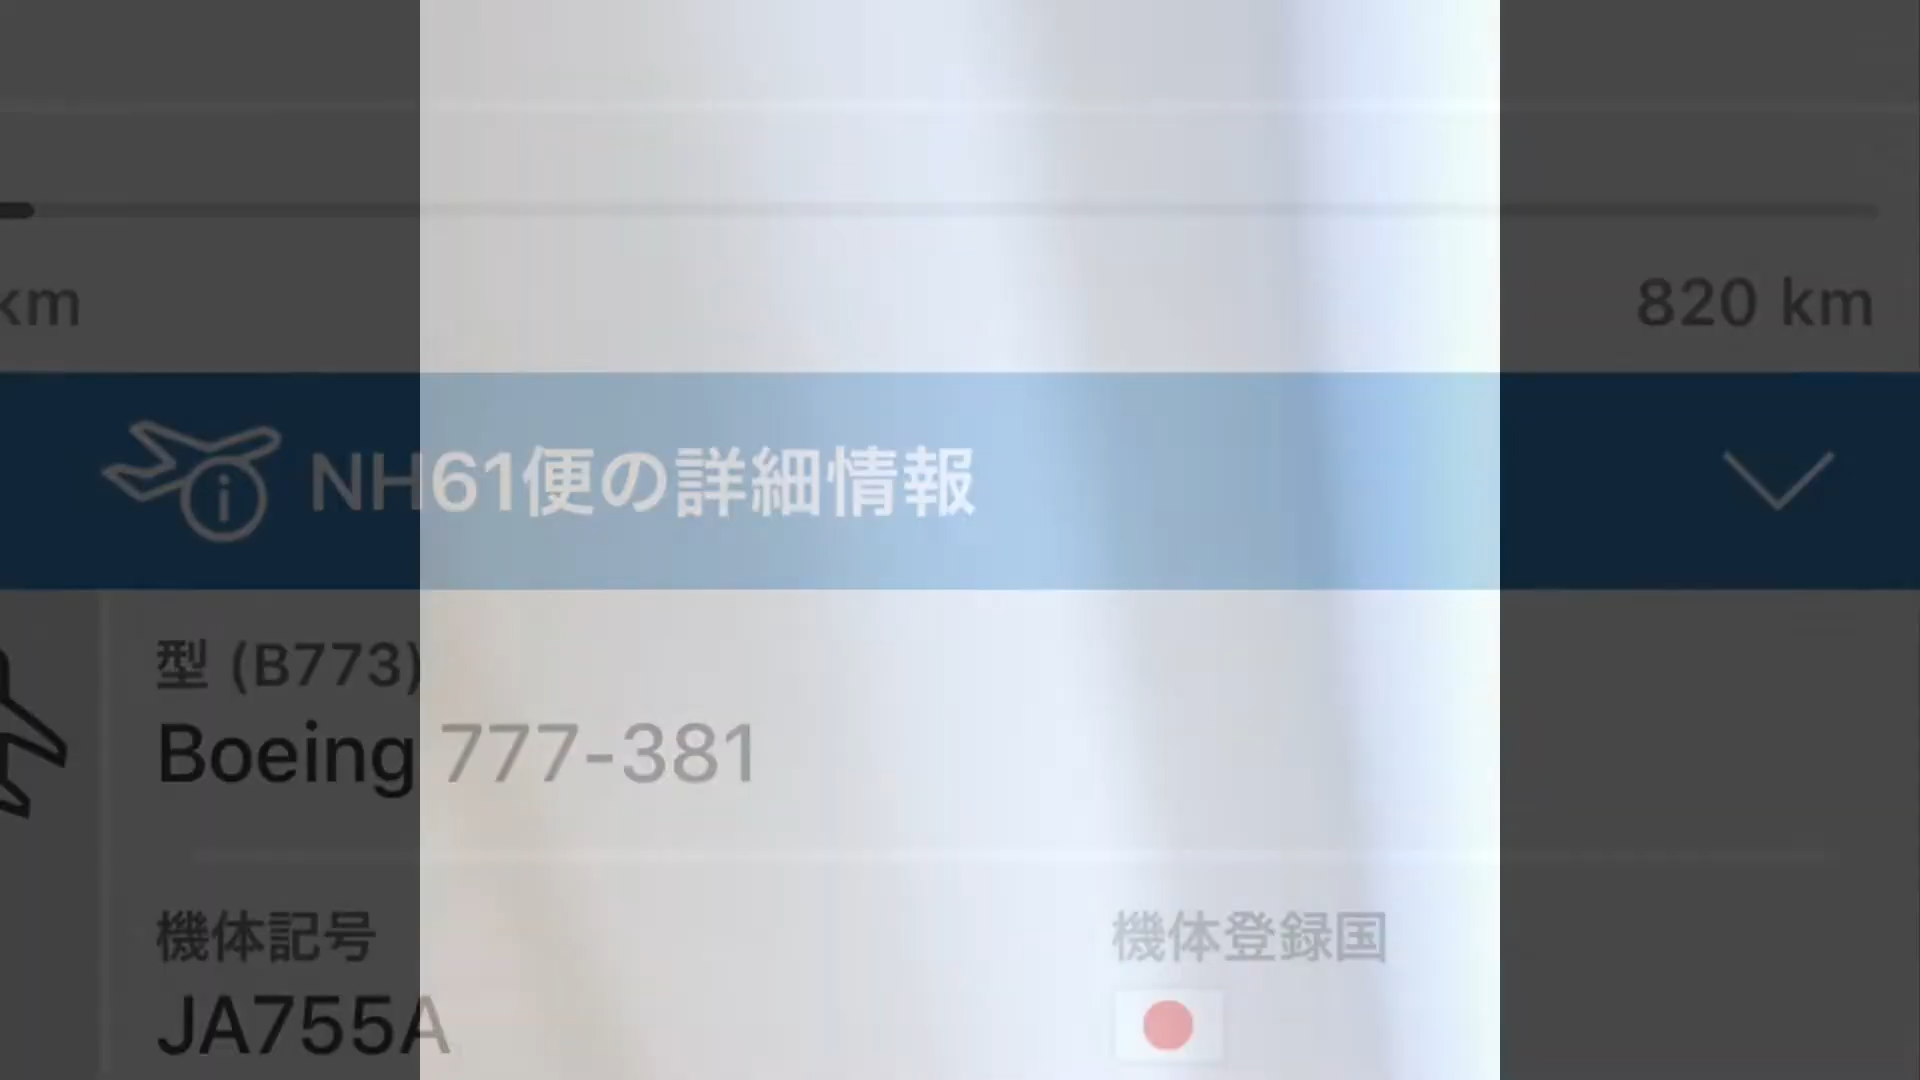 km
820 km
NH61便の詳細情報
型 (B773)
Boeing 777-381
機体記号
機体登録国
JA755A